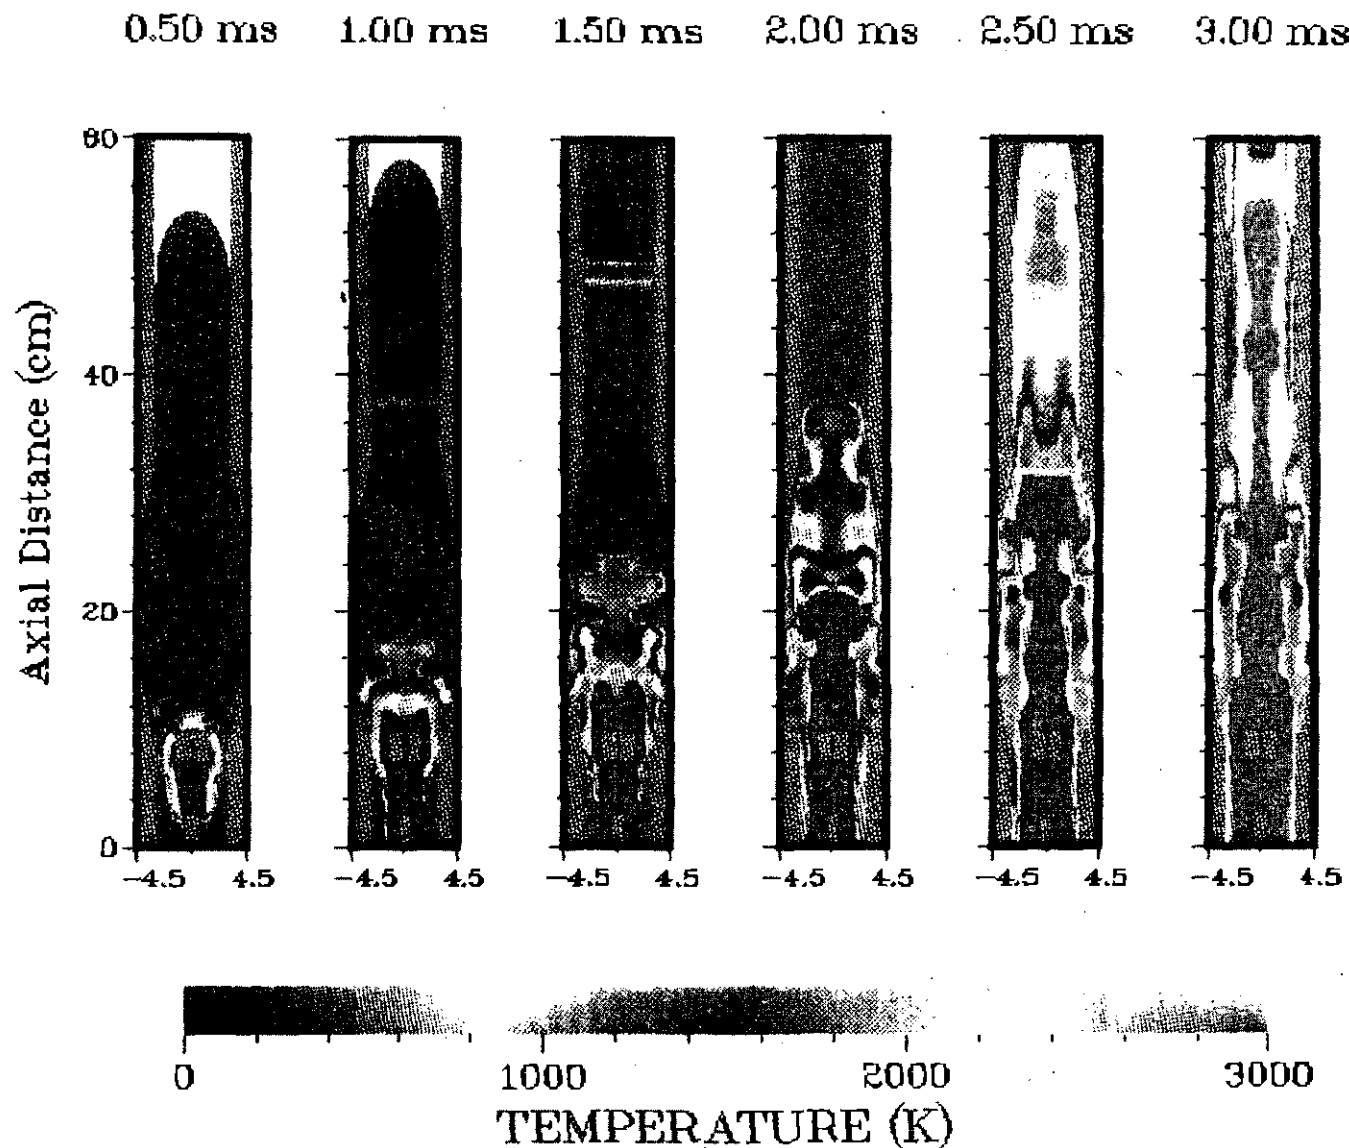 0.50 ms 1.00 ms 1.50 ms 2.00 ms 2.50 ms 3.00 ms
60
40
20
0
Axial Distance (cm)
-4.5 4.5 -4.5 4.5 -4.5 4.5 -4.5 4.5 -4.5 4.5 -4.5 4.5
0 1000 2000 3000
TEMPERATURE (K)